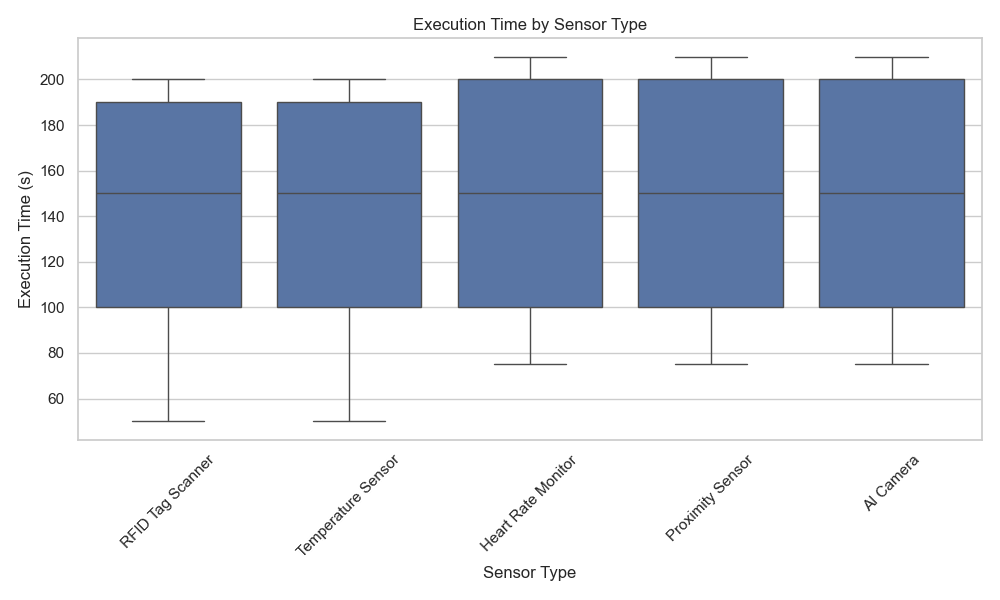 Execution Time by Sensor Type
Execution Time (s)
200
180
160
140
120
100
80
60
RFID Tag Scanner
Temperature Sensor
Heart Rate Monitor
Proximity Sensor
AI Camera
Sensor Type